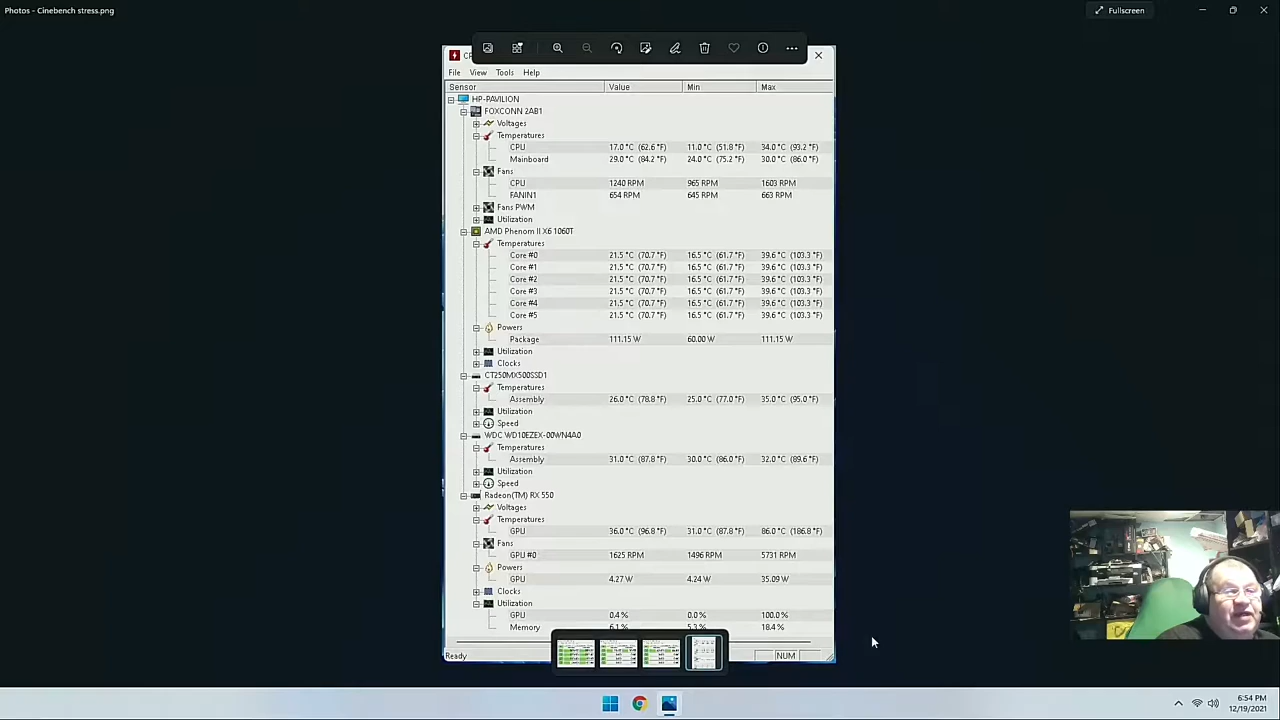 Photos - Cinebench stress.png
Fullscreen
File View Tools Help
Sensor Value Min Max
HP-PAVILION
FOXCONN 2AB1
Voltages
Temperatures
CPU 17.0 °C (62.6 °F) 11.0 °C (51.8 °F) 34.0 °C (93.2 °F)
Mainboard 29.0 °C (84.2 °F) 24.0 °C (75.2 °F) 30.0 °C (86.0 °F)
Fans
CPU 1240 RPM 965 RPM 1603 RPM
FANIN1 654 RPM 645 RPM 663 RPM
Fans PWM
Utilization
AMD Phenom II X6 1060T
Temperatures
Core #0 21.5 °C (70.7 °F) 16.5 °C (61.7 °F) 39.6 °C (103.3 °F)
Core #1 21.5 °C (70.7 °F) 16.5 °C (61.7 °F) 39.6 °C (103.3 °F)
Core #2 21.5 °C (70.7 °F) 16.5 °C (61.7 °F) 39.6 °C (103.3 °F)
Core #3 21.5 °C (70.7 °F) 16.5 °C (61.7 °F) 39.6 °C (103.3 °F)
Core #4 21.5 °C (70.7 °F) 16.5 °C (61.7 °F) 39.6 °C (103.3 °F)
Core #5 21.5 °C (70.7 °F) 16.5 °C (61.7 °F) 39.6 °C (103.3 °F)
Powers
Package 111.15 W 60.00 W 111.15 W
Utilization
Clocks
CT250MX500SSD1
Temperatures
Assembly 26.0 °C (78.8 °F) 25.0 °C (77.0 °F) 35.0 °C (95.0 °F)
Utilization
Speed
WDC WD10EZEX-00WN4A0
Temperatures
Assembly 31.0 °C (87.8 °F) 30.0 °C (86.0 °F) 32.0 °C (89.6 °F)
Utilization
Speed
Radeon(TM) RX 550
Voltages
Temperatures
GPU 36.0 °C (96.8 °F) 31.0 °C (87.8 °F) 86.0 °C (186.8 °F)
Fans
GPU #0 1625 RPM 1496 RPM 5731 RPM
Powers
GPU 4.27 W 4.24 W 35.09 W
Clocks
Utilization
GPU 0.4 % 0.0 % 100.0 %
Memory 6.1 % 5.3 % 18.4 %
Ready NUM
6:54 PM
12/19/2021